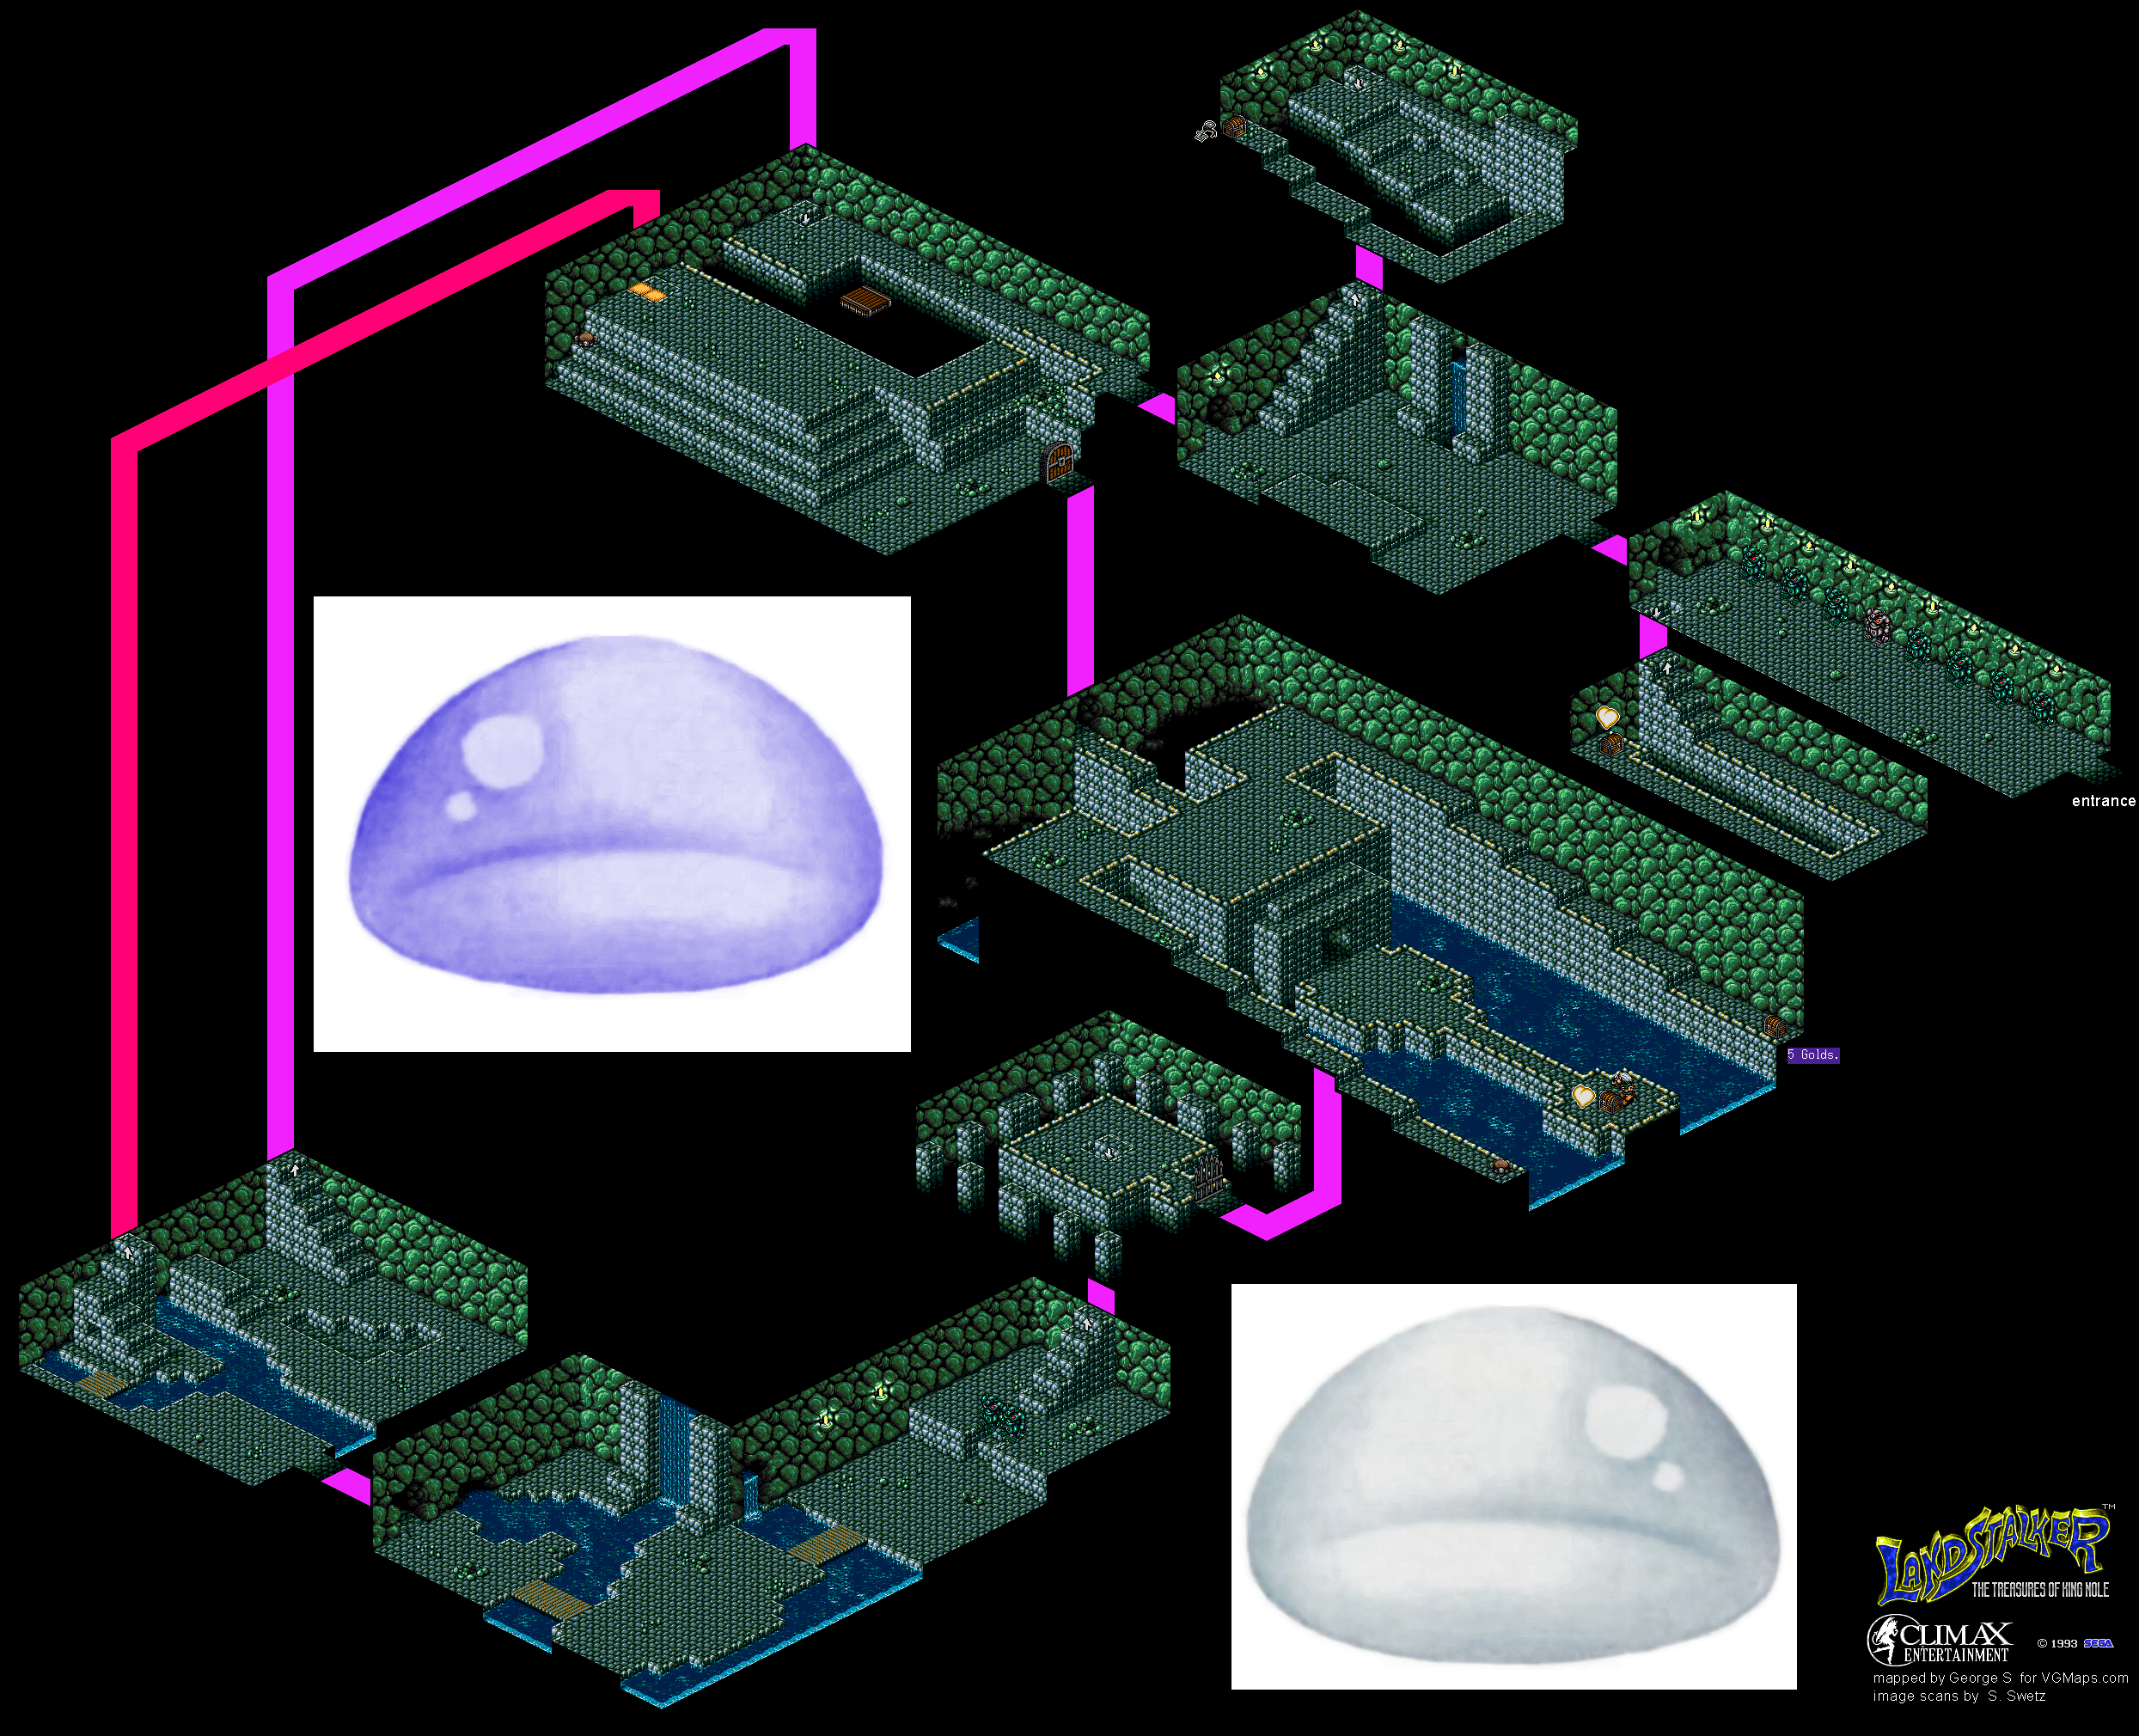 entrance
5 Golds.
LANDSTALKER™
THE TREASURES OF KING NOLE
CLIMAX
ENTERTAINMENT
© 1993 SEGA
mapped by George S for VGMaps.com
image scans by S. Swetz